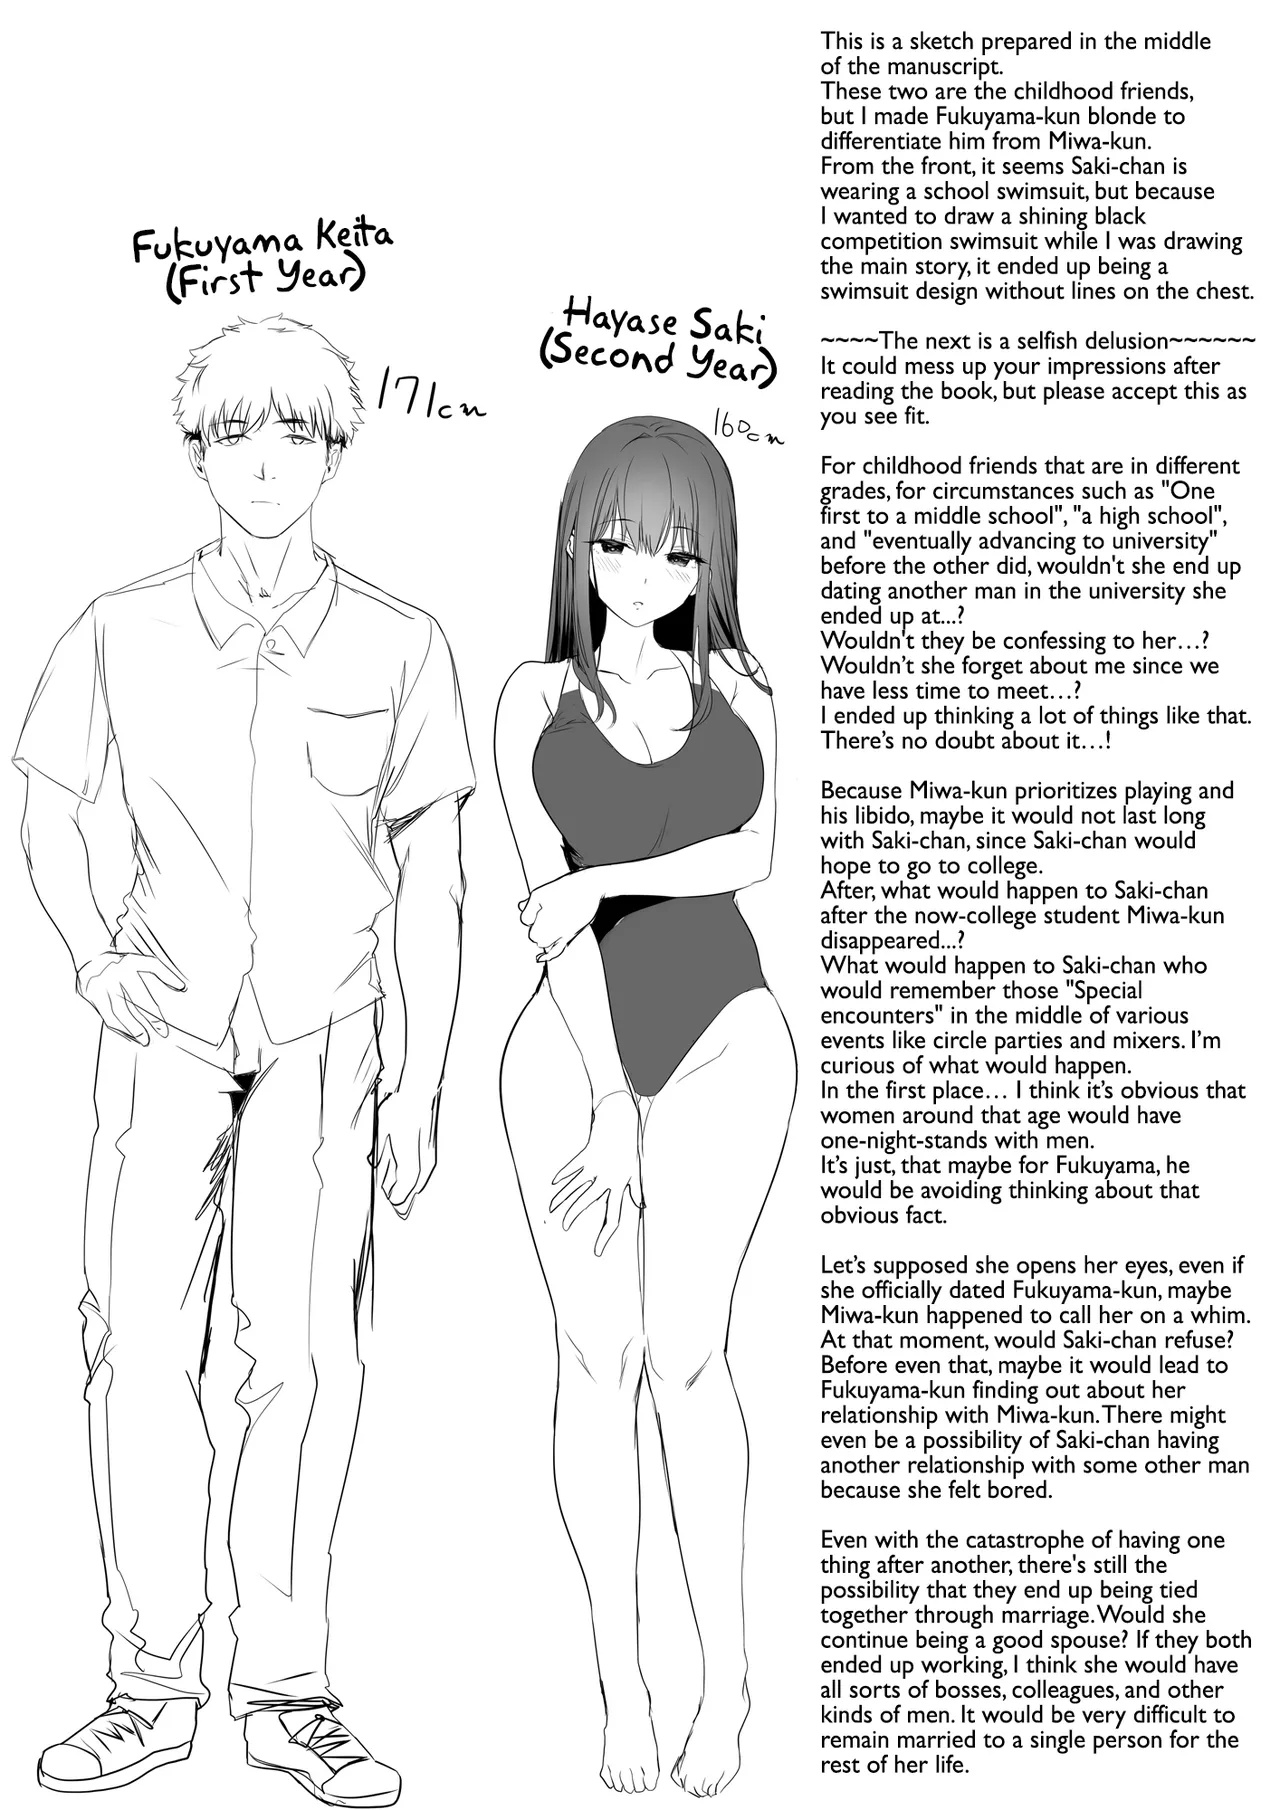 Fukuyama Keita
(First Year)
171cm
Hayase Saki
(Second Year)
160cm
This is a sketch prepared in the middle
of the manuscript.
These two are the childhood friends,
but I made Fukuyama-kun blonde to
differentiate him from Miwa-kun.
From the front, it seems Saki-chan is
wearing a school swimsuit, but because
I wanted to draw a shining black
competition swimsuit while I was drawing
the main story, it ended up being a
swimsuit design without lines on the chest.
~~~~The next is a selfish delusion~~~~~~
It could mess up your impressions after
reading the book, but please accept this as
you see fit.
For childhood friends that are in different
grades, for circumstances such as "One
first to a middle school", "a high school",
and "eventually advancing to university"
before the other did, wouldn't she end up
dating another man in the university she
ended up at...?
Wouldn't they be confessing to her…?
Wouldn't she forget about me since we
have less time to meet…?
I ended up thinking a lot of things like that.
There's no doubt about it…!
Because Miwa-kun prioritizes playing and
his libido, maybe it would not last long
with Saki-chan, since Saki-chan would
hope to go to college.
After, what would happen to Saki-chan
after the now-college student Miwa-kun
disappeared...?
What would happen to Saki-chan who
would remember those "Special
encounters" in the middle of various
events like circle parties and mixers. I'm
curious of what would happen.
In the first place… I think it's obvious that
women around that age would have
one-night-stands with men.
It's just, that maybe for Fukuyama, he
would be avoiding thinking about that
obvious fact.
Let's supposed she opens her eyes, even if
she officially dated Fukuyama-kun, maybe
Miwa-kun happened to call her on a whim.
At that moment, would Saki-chan refuse?
Before even that, maybe it would lead to
Fukuyama-kun finding out about her
relationship with Miwa-kun. There might
even be a possibility of Saki-chan having
another relationship with some other man
because she felt bored.
Even with the catastrophe of having one
thing after another, there's still the
possibility that they end up being tied
together through marriage. Would she
continue being a good spouse? If they both
ended up working, I think she would have
all sorts of bosses, colleagues, and other
kinds of men. It would be very difficult to
remain married to a single person for the
rest of her life.